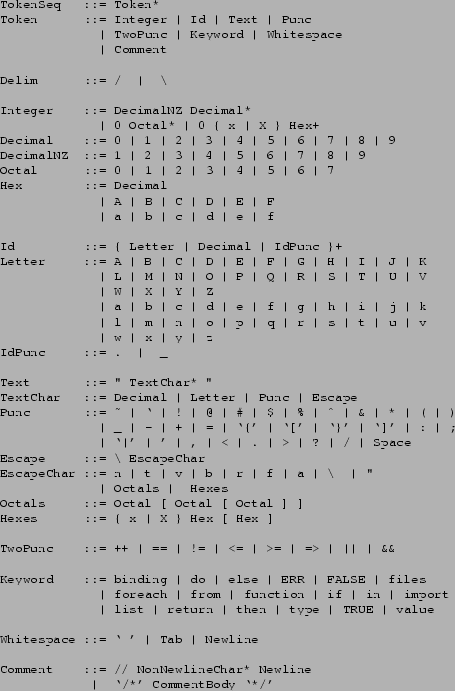 TokenSeq ::= Token*
Token ::= Integer | Id | Text | Punc
| TwoPunc | Keyword | Whitespace
| Comment
Delim ::= / | \
Integer ::= DecimalNZ Decimal*
| 0 Octal* | 0 { x | X } Hex+
Decimal ::= 0 | 1 | 2 | 3 | 4 | 5 | 6 | 7 | 8 | 9
DecimalNZ ::= 1 | 2 | 3 | 4 | 5 | 6 | 7 | 8 | 9
Octal ::= 0 | 1 | 2 | 3 | 4 | 5 | 6 | 7
Hex ::= Decimal
| A | B | C | D | E | F
| a | b | c | d | e | f
Id ::= { Letter | Decimal | IdPunc }+
Letter ::= A | B | C | D | E | F | G | H | I | J | K
| L | M | N | O | P | Q | R | S | T | U | V
| W | X | Y | Z
| a | b | c | d | e | f | g | h | i | j | k
| l | m | n | o | p | q | r | s | t | u | v
| w | x | y | z
IdPunc ::= . | _
Text ::= " TextChar* "
TextChar ::= Decimal | Letter | Punc | Escape
Punc ::= ~ | ` | ! | @ | # | $ | % | ^ | & | * | ( | )
| _ | - | + | = | `{' | `[' | `}' | `]' | : | ;
| `|' | ' | , | < | . | > | ? | / | Space
Escape ::= \ EscapeChar
EscapeChar ::= n | t | v | b | r | f | a | \ | "
| Octals | Hexes
Octals ::= Octal [ Octal [ Octal ] ]
Hexes ::= { x | X } Hex [ Hex ]
TwoPunc ::= ++ | == | != | <= | >= | => | || | &&
Keyword ::= binding | do | else | ERR | FALSE | files
| foreach | from | function | if | in | import
| list | return | then | type | TRUE | value
Whitespace ::= ` ' | Tab | Newline
Comment ::= // NonNewlineChar* Newline
| `/*' CommentBody `*/'